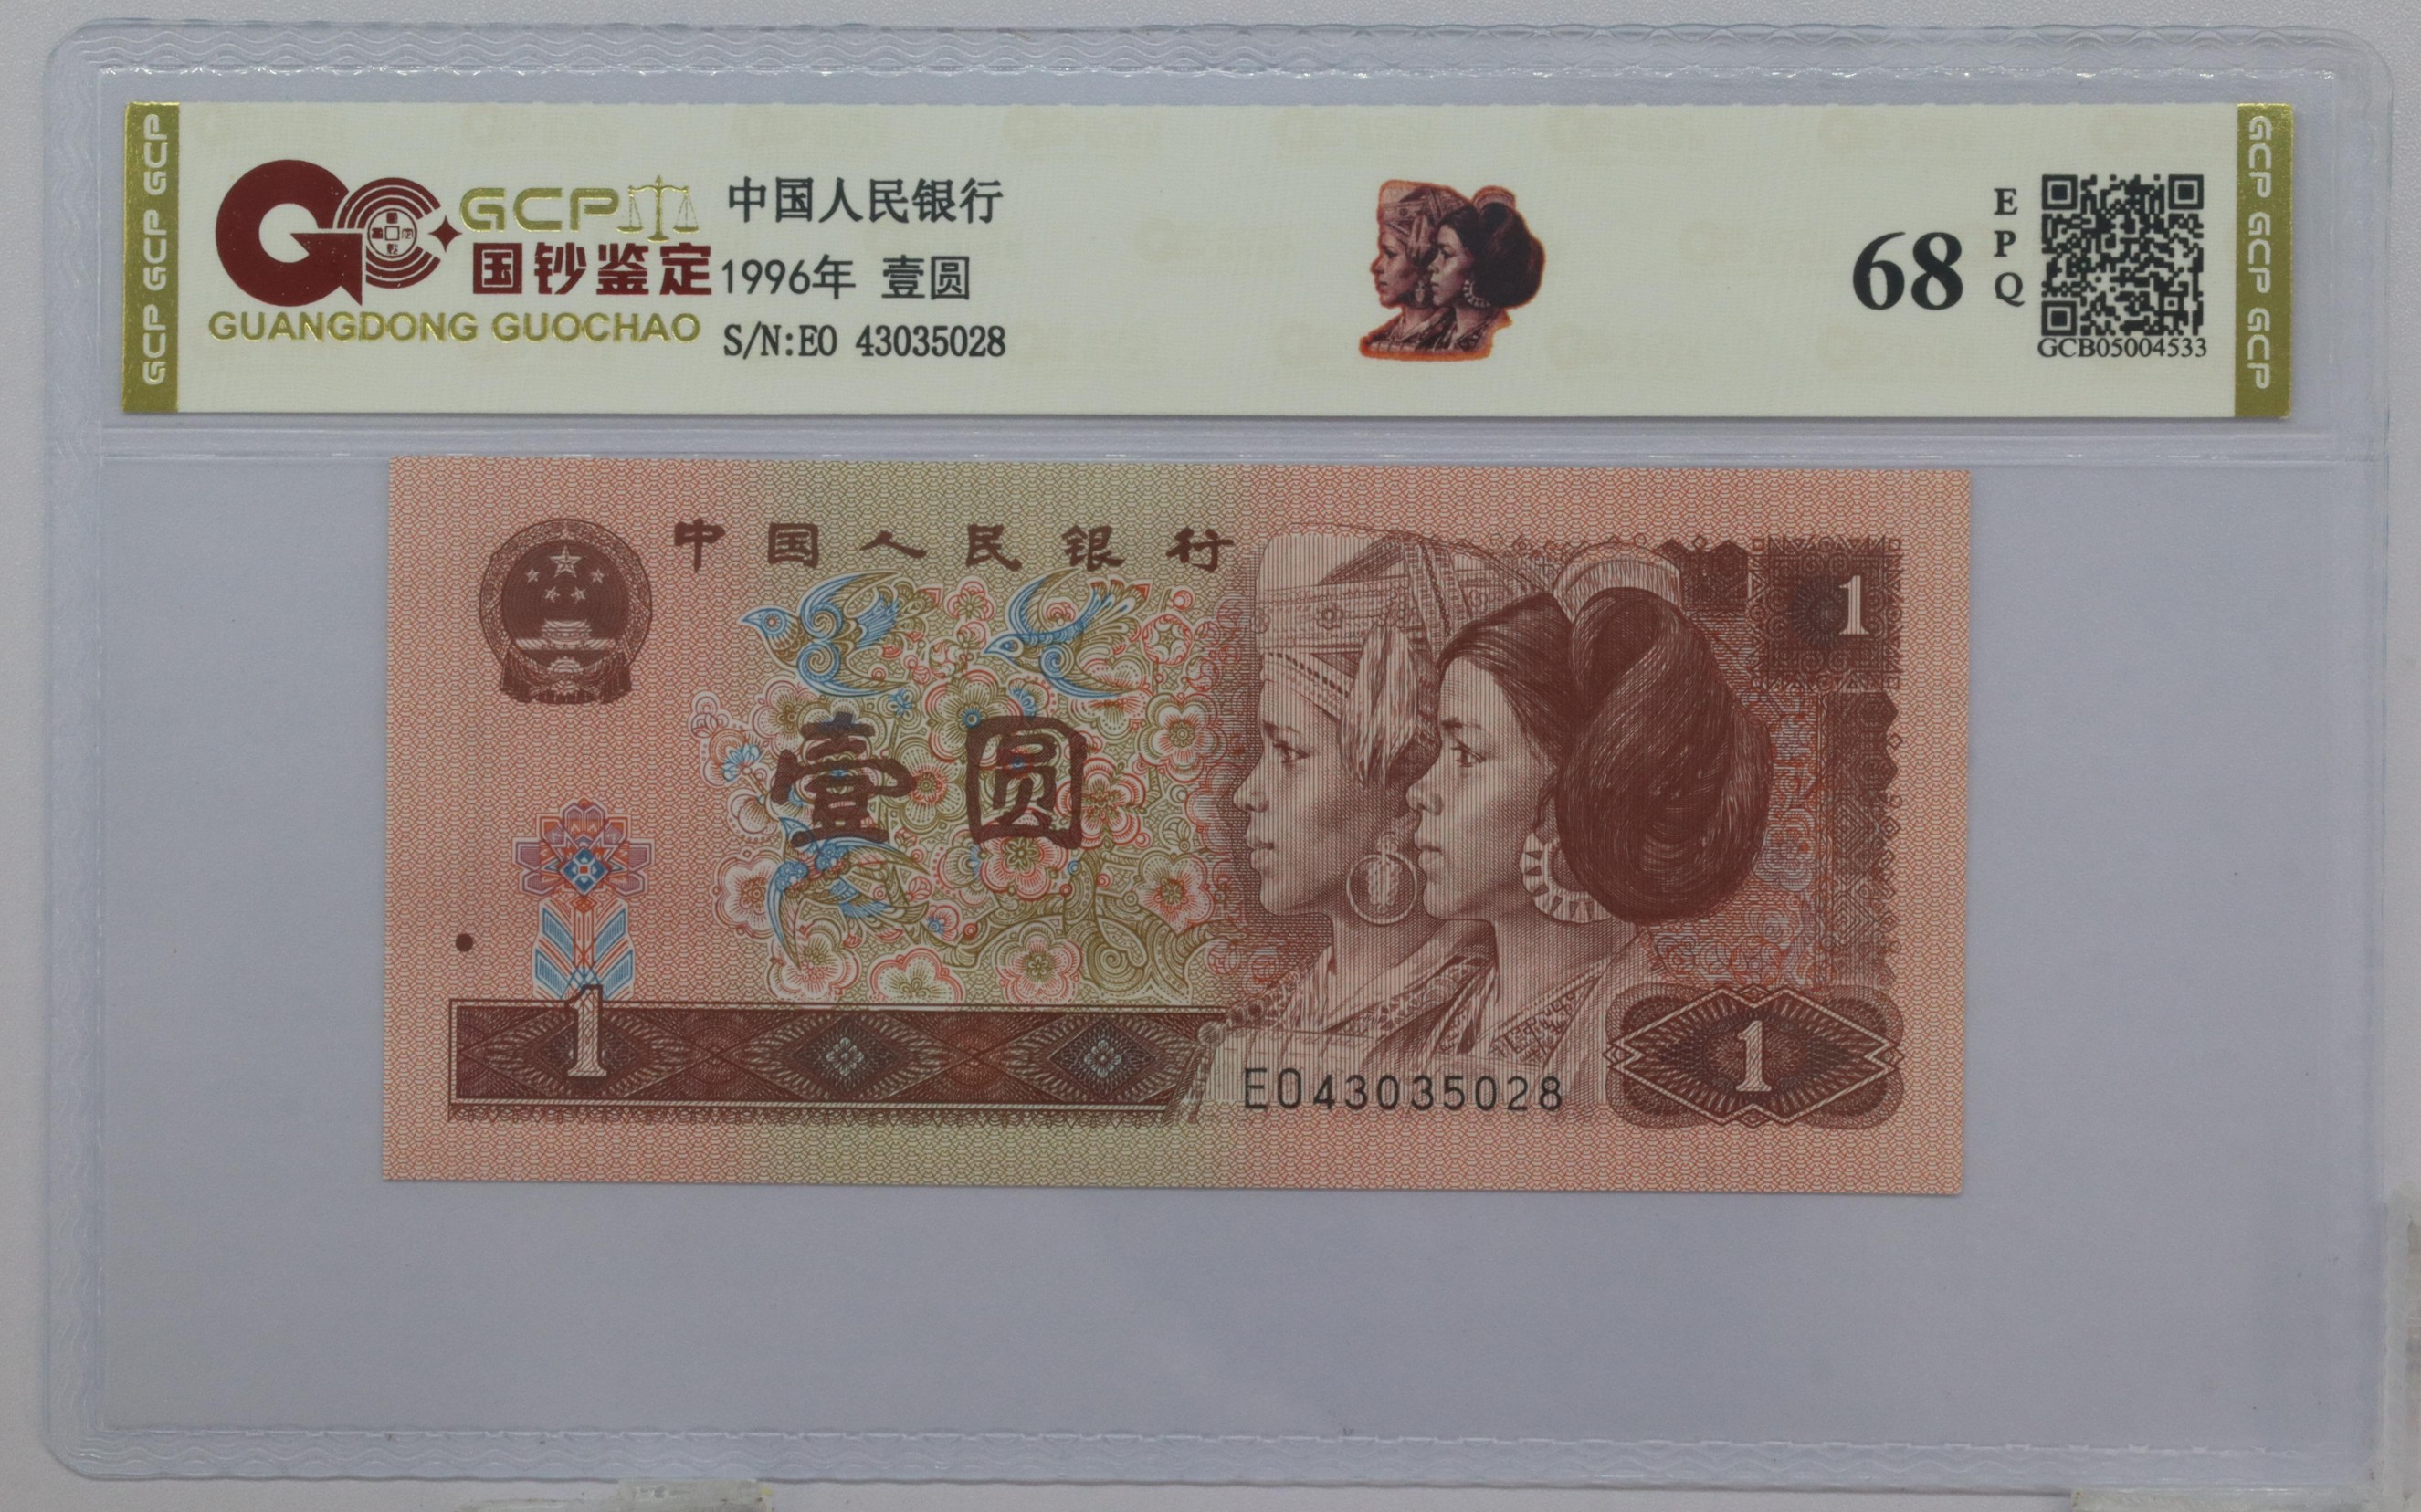 GCP GCP GCP
GCP
国钞鉴定
GUANGDONG GUOCHAO
中国人民银行
1996年 壹圆
S/N:EO 43035028
68
EPQ
GCB05004533
GCP GCP GCP
中国人民银行
1
壹圆
1
EO43035028
1